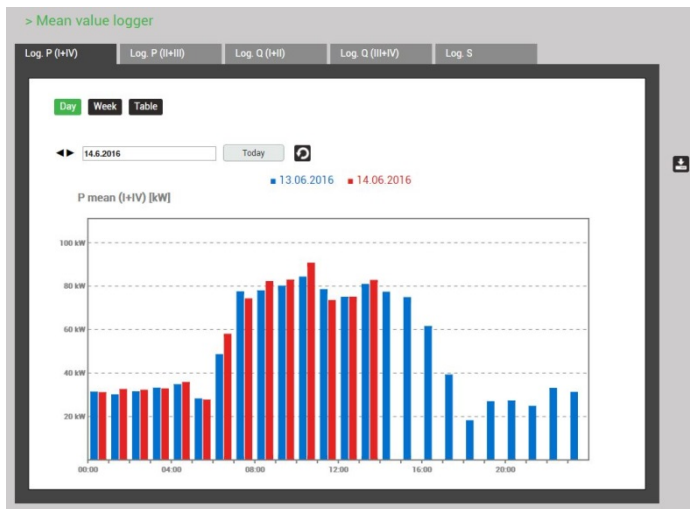 > Mean value logger
Log. P (I+IV) Log. P (II+III) Log. Q (I+II) Log. Q (III+IV) Log. S
Day Week Table
14.6.2016 Today
13.06.2016 14.06.2016
P mean (I+IV) [kW]
100 kW
80 kW
60 kW
40 kW
20 kW
00:00 04:00 08:00 12:00 16:00 20:00